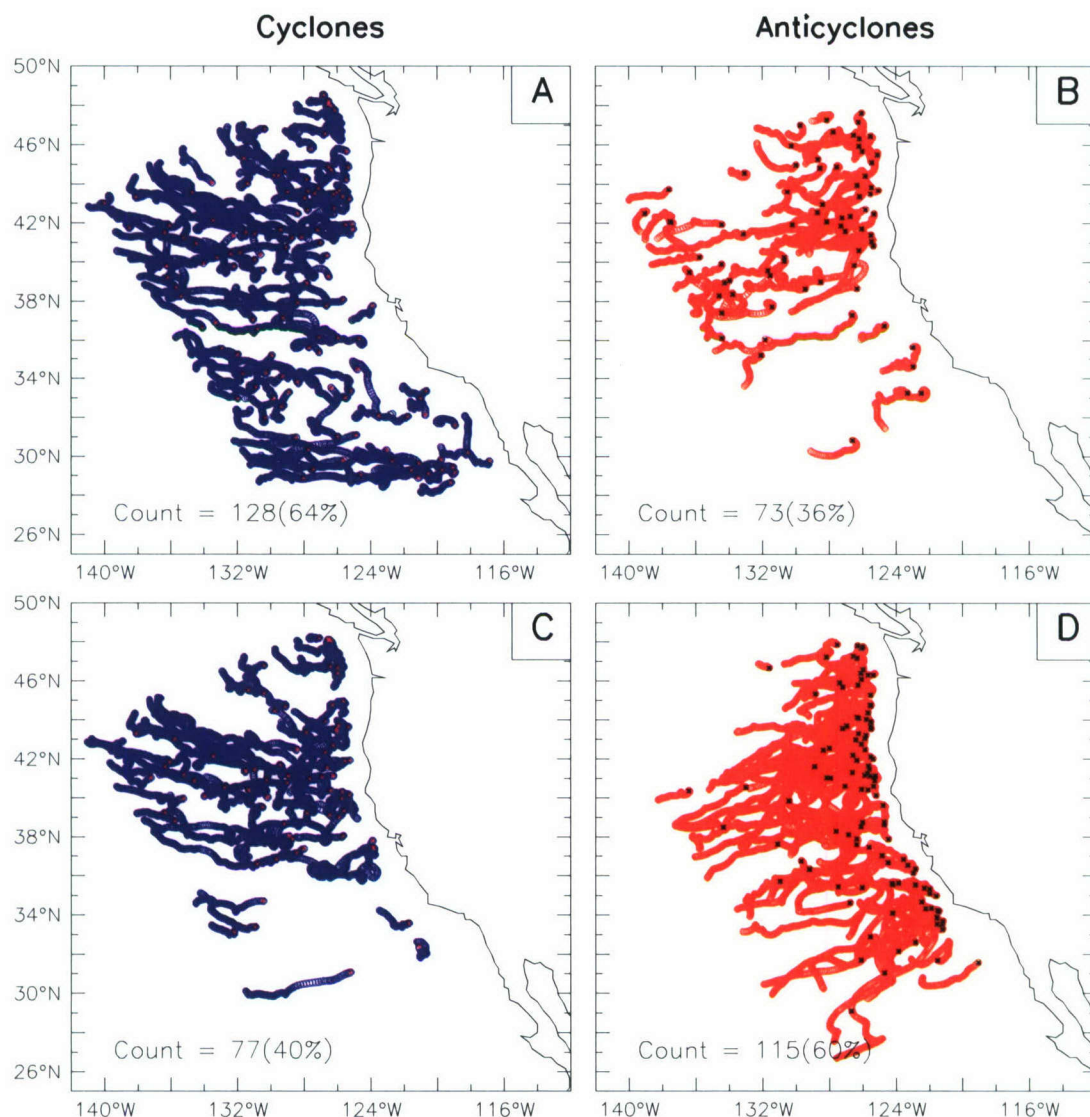 Cyclones
Anticyclones
50°N
46°N
42°N
38°N
34°N
30°N
26°N
A
Count = 128(64%)
140°W
132°W
124°W
116°W
B
Count = 73(36%)
140°W
132°W
124°W
116°W
50°N
46°N
42°N
38°N
34°N
30°N
26°N
C
Count = 77(40%)
140°W
132°W
124°W
116°W
D
Count = 115(60%)
140°W
132°W
124°W
116°W